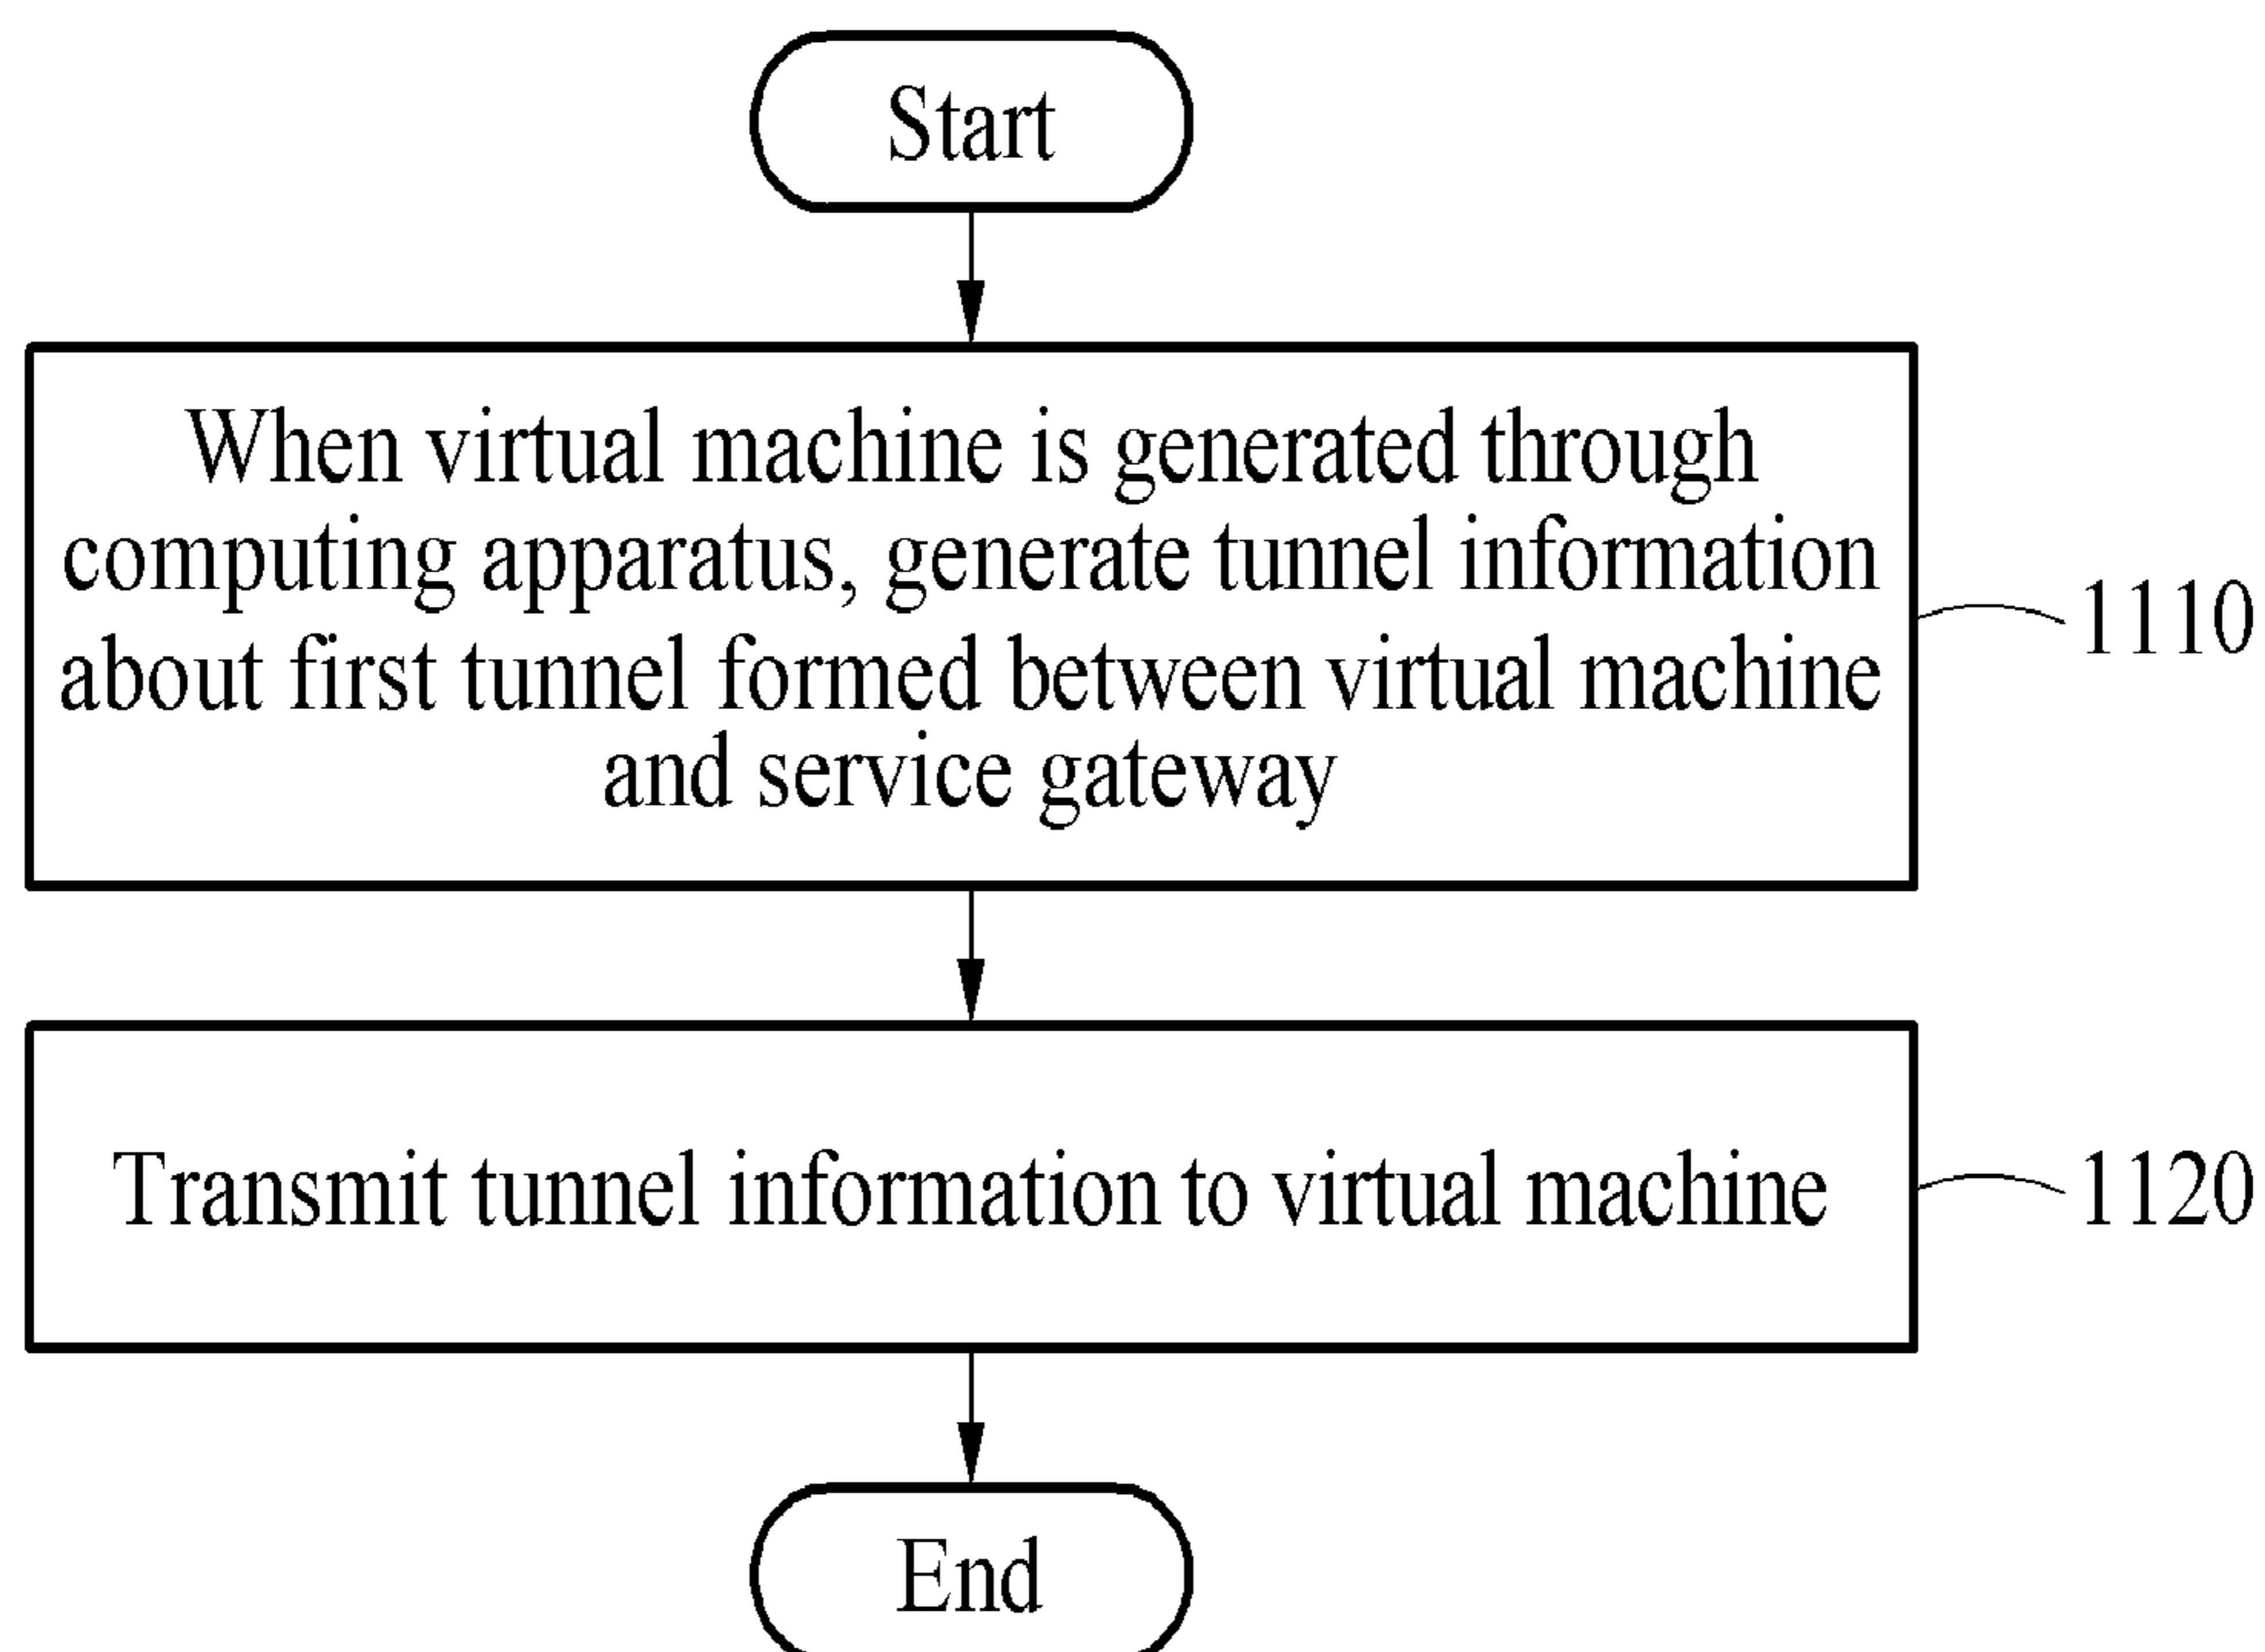 Start
When virtual machine is generated through
computing apparatus, generate tunnel information
about first tunnel formed between virtual machine
and service gateway
1110
Transmit tunnel information to virtual machine
1120
End